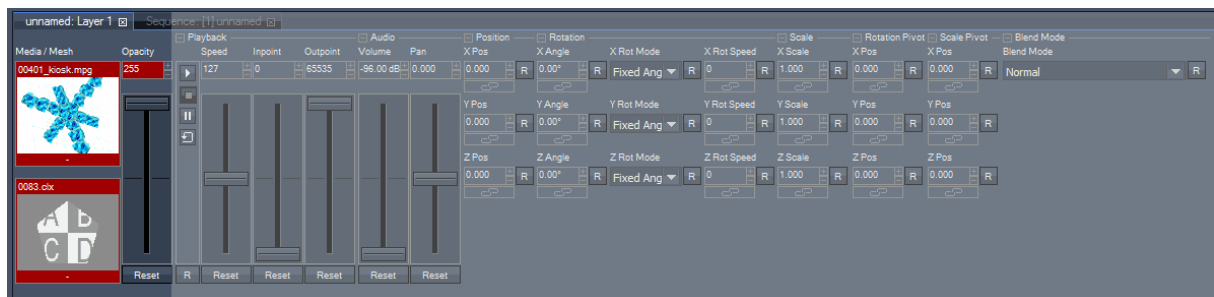 unnamed: Layer 1
Sequence: [1] unnamed
Playback
Audio
Position
Rotation
Scale
Rotation Pivot
Scale Pivot
Blend Mode
Media / Mesh Opacity Speed Inpoint Outpoint Volume Pan X Pos X Angle X Rot Mode X Rot Speed X Scale X Pos X Pos Blend Mode
00401_kiosk.mpg 255 127 0 65535 -96.00 dB 0.000 0.000 R 0.00° R Fixed Ang R 0 R 1.000 R 0.000 R 0.000 R Normal R
Y Pos Y Angle Y Rot Mode Y Rot Speed Y Scale Y Pos Y Pos
0.000 R 0.00° R Fixed Ang R 0 R 1.000 R 0.000 R 0.000 R
-
Z Pos Z Angle Z Rot Mode Z Rot Speed Z Scale Z Pos Z Pos
0.000 R 0.00° R Fixed Ang R 0 R 1.000 R 0.000 R 0.000 R
0083.clx
A B
C D
-
Reset R Reset Reset Reset Reset Reset